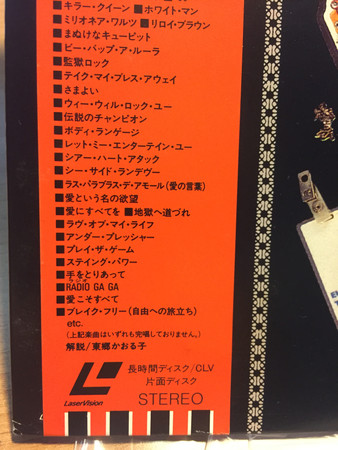 ■キラー・クイーン ■ホワイト・マン
■ミリオネア・ワルツ ■リロイ・ブラウン
■まぬけなキューピット
■ビー・バップ・ア・ルーラ
■監獄ロック
■テイク・マイ・ブレス・アウェイ
■さまよい
■ウィー・ウィル・ロック・ユー
■伝説のチャンピオン
■ボディ・ランゲージ
■レット・ミー・エンターテイン・ユー
■シアー・ハート・アタック
■シー・サイド・ランデヴー
■ラス・パラブラス・デ・アモール(愛の言葉)
■愛という名の欲望
■愛にすべてを ■地獄へ道づれ
■ラヴ・オブ・マイ・ライフ
■アンダー・プレッシャー
■プレイ・ザ・ゲーム
■ステイング・パワー
■手をとりあって
■RADIO GA GA
■愛こそすべて
■ブレイク・フリー(自由への旅立ち)
etc.
(上記楽曲はいずれも完唱しておりません。)
解説/東郷かおる子
長時間ディスク/CLV
片面ディスク
STEREO
LaserVision